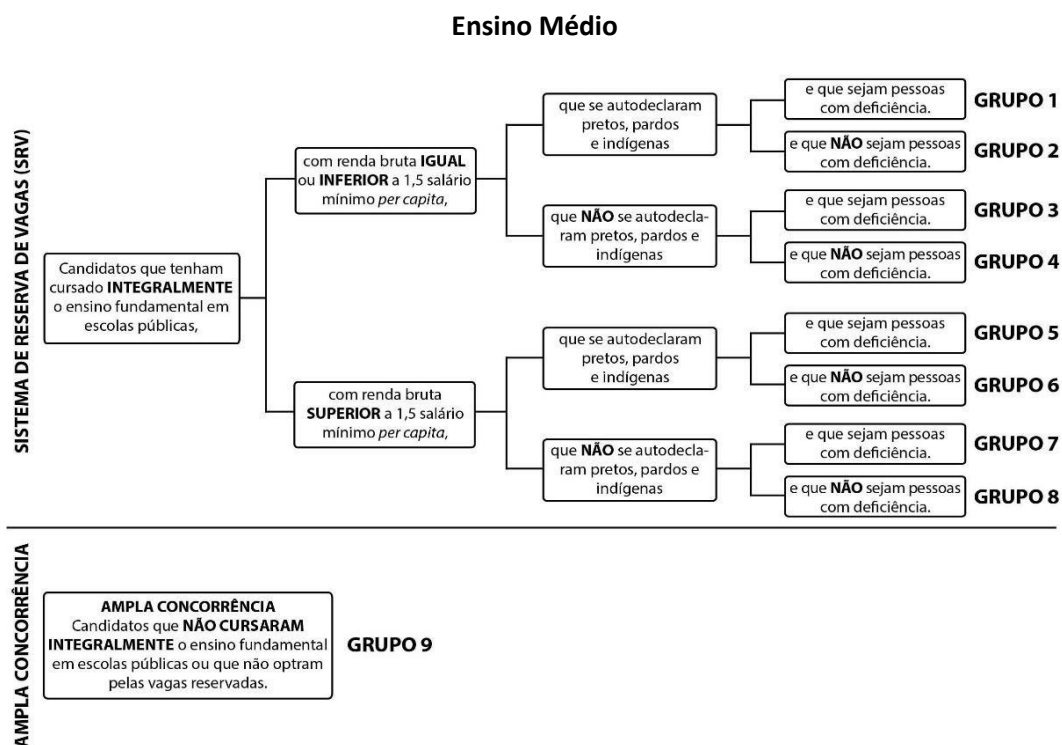 Ensino Médio
SISTEMA DE RESERVA DE VAGAS (SRV)
Candidatos que tenham
cursado INTEGRALMENTE
o ensino fundamental em
escolas públicas,
com renda bruta IGUAL
ou INFERIOR a 1,5 salário
mínimo per capita,
que se autodeclaram
pretos, pardos
e indígenas
e que sejam pessoas
com deficiência.
GRUPO 1
e que NÃO sejam pessoas
com deficiência.
GRUPO 2
que NÃO se autodecla-
ram pretos, pardos e
indígenas
e que sejam pessoas
com deficiência.
GRUPO 3
e que NÃO sejam pessoas
com deficiência.
GRUPO 4
com renda bruta
SUPERIOR a 1,5 salário
mínimo per capita,
que se autodeclaram
pretos, pardos
e indígenas
e que sejam pessoas
com deficiência.
GRUPO 5
e que NÃO sejam pessoas
com deficiência.
GRUPO 6
que NÃO se autodecla-
ram pretos, pardos e
indígenas
e que sejam pessoas
com deficiência.
GRUPO 7
e que NÃO sejam pessoas
com deficiência.
GRUPO 8
AMPLA CONCORRÊNCIA
AMPLA CONCORRÊNCIA
Candidatos que NÃO CURSARAM
INTEGRALMENTE o ensino fundamental
em escolas públicas ou que não optram
pelas vagas reservadas.
GRUPO 9